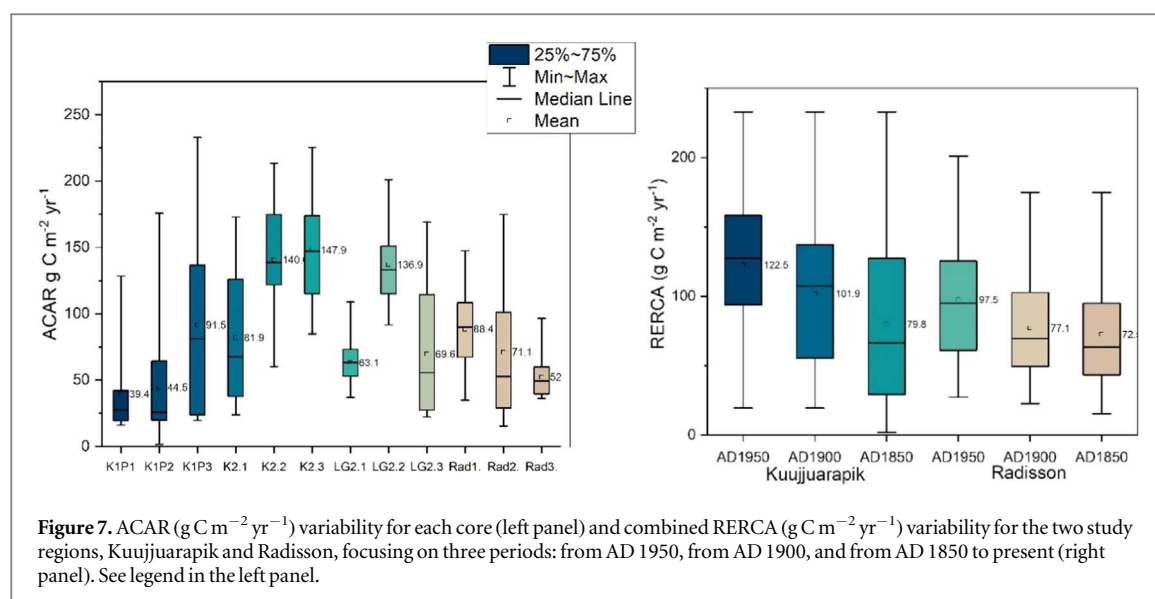 25%~75%
Min~Max
Median Line
Mean
ACAR g C m-2 yr-1
250
200
150
100
50
0
39.4
44.5
91.5
81.9
140.
147.9
63.1
136.9
69.6
88.4
71.1
52
K1P1 K1P2 K1P3 K2.1 K2.2 K2.3 LG2.1 LG2.2 LG2.3 Rad1. Rad2. Rad3.
RERCA (g C m-2 yr-1)
200
100
0
122.5
101.9
79.8
97.5
77.1
72.
AD1950 AD1900 AD1850 AD1950 AD1900 AD1850
Kuujjuarapik Radisson
Figure 7. ACAR (g C m−2 yr−1) variability for each core (left panel) and combined RERCA (g C m−2 yr−1) variability for the two study
regions, Kuujjuarapik and Radisson, focusing on three periods: from AD 1950, from AD 1900, and from AD 1850 to present (right
panel). See legend in the left panel.